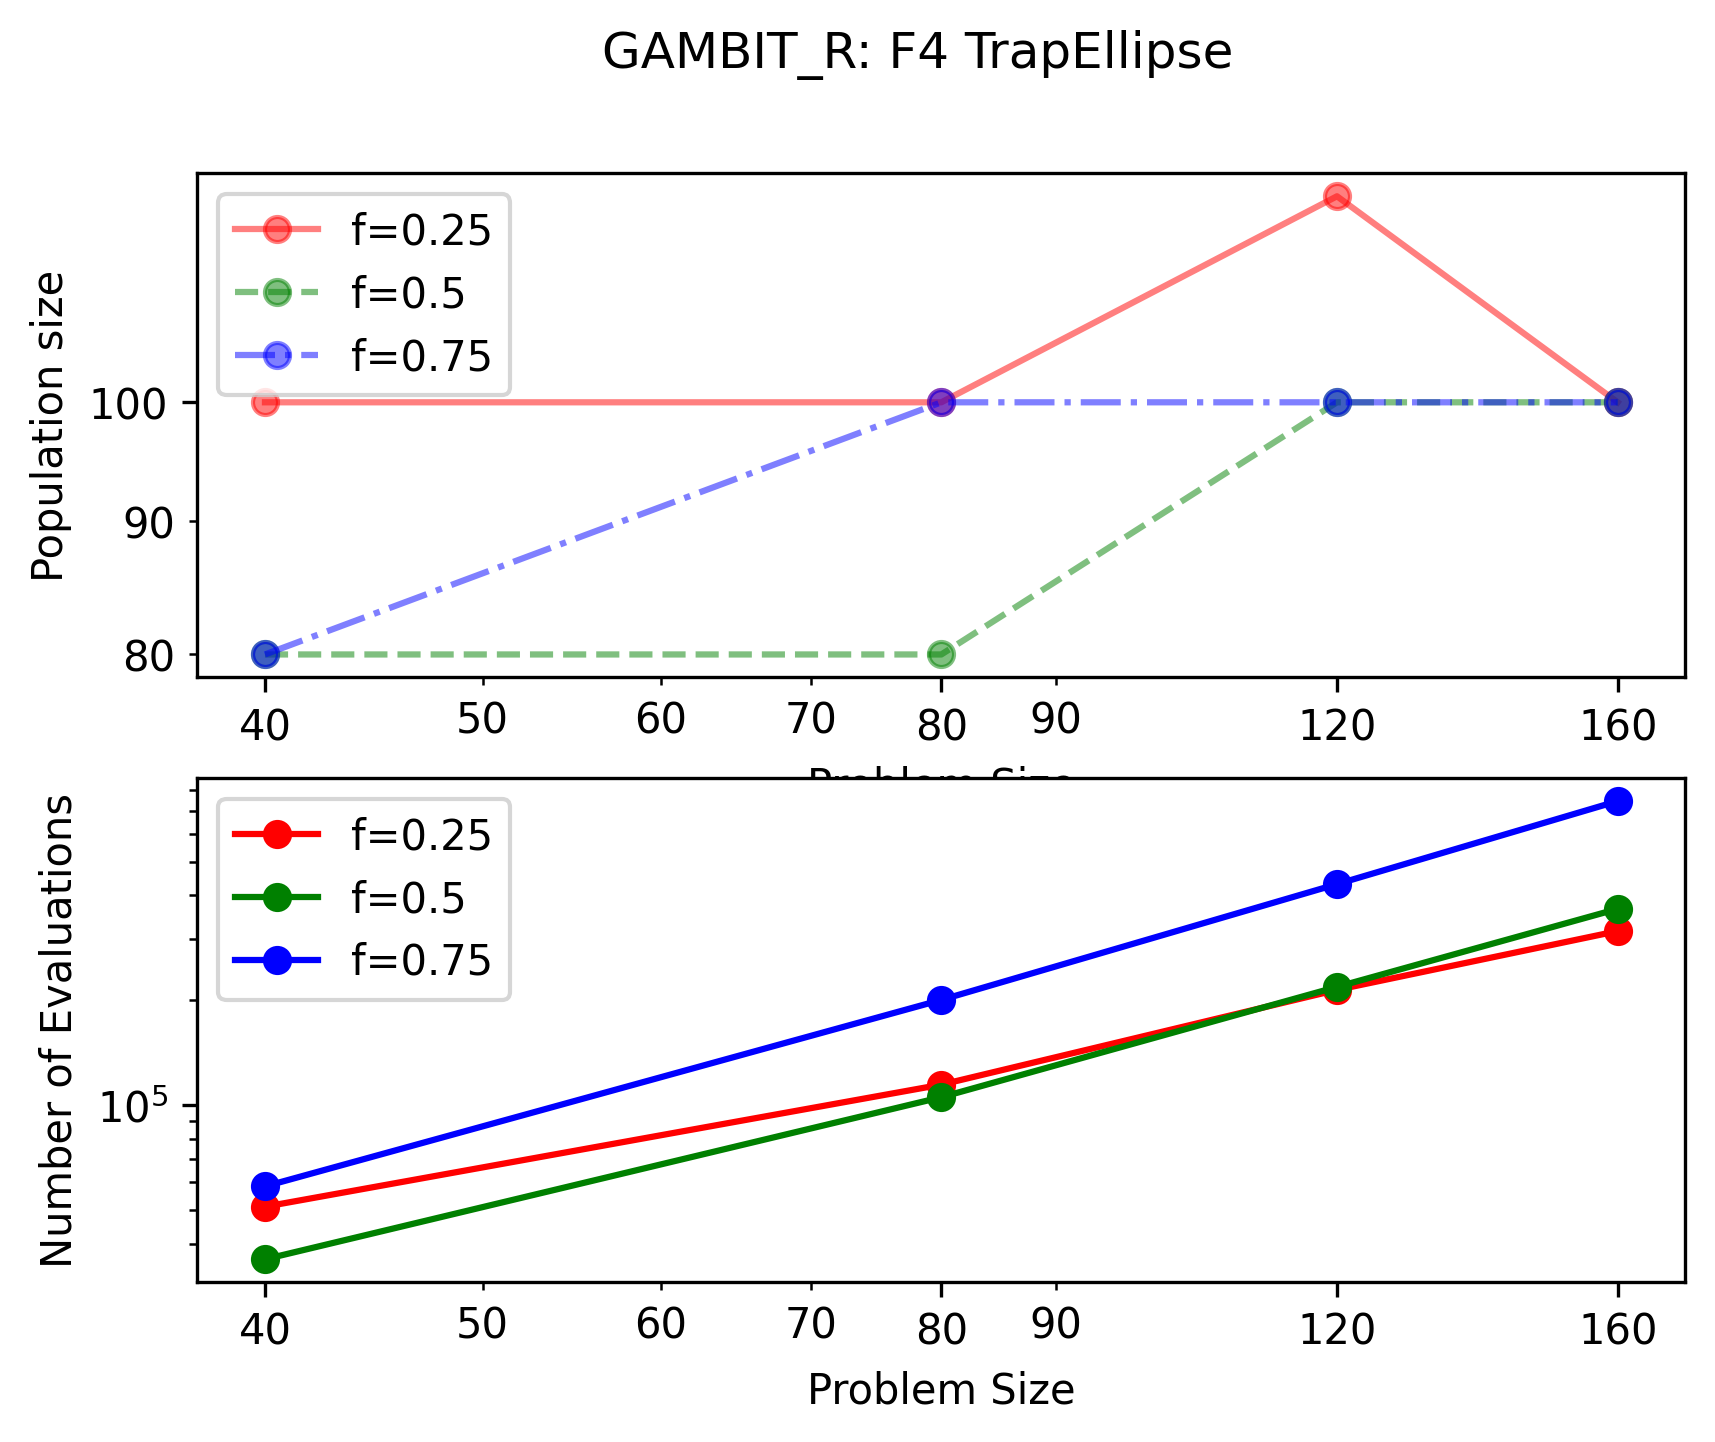 GAMBIT_R: F4 TrapEllipse
f=0.25
f=0.5
f=0.75
Population size
100
90
80
40 50 60 70 80 90 120 160
Problem Size
f=0.25
f=0.5
f=0.75
Number of Evaluations
10⁵
40 50 60 70 80 90 120 160
Problem Size